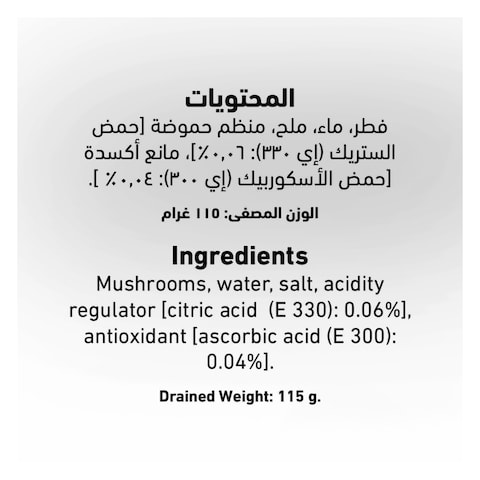 المحتويات
فطر، ماء، ملح، منظم حموضة [حمض
الستريك (إي ٣٣٠): ٠,٠٦٪]، مانع أكسدة
[حمض الأسكوربيك (إي ٣٠٠): ٠,٠٤٪ ].
الوزن المصفى: ١١٥ غرام
Ingredients
Mushrooms, water, salt, acidity
regulator [citric acid  (E 330): 0.06%],
antioxidant [ascorbic acid (E 300):
0.04%].
Drained Weight: 115 g.